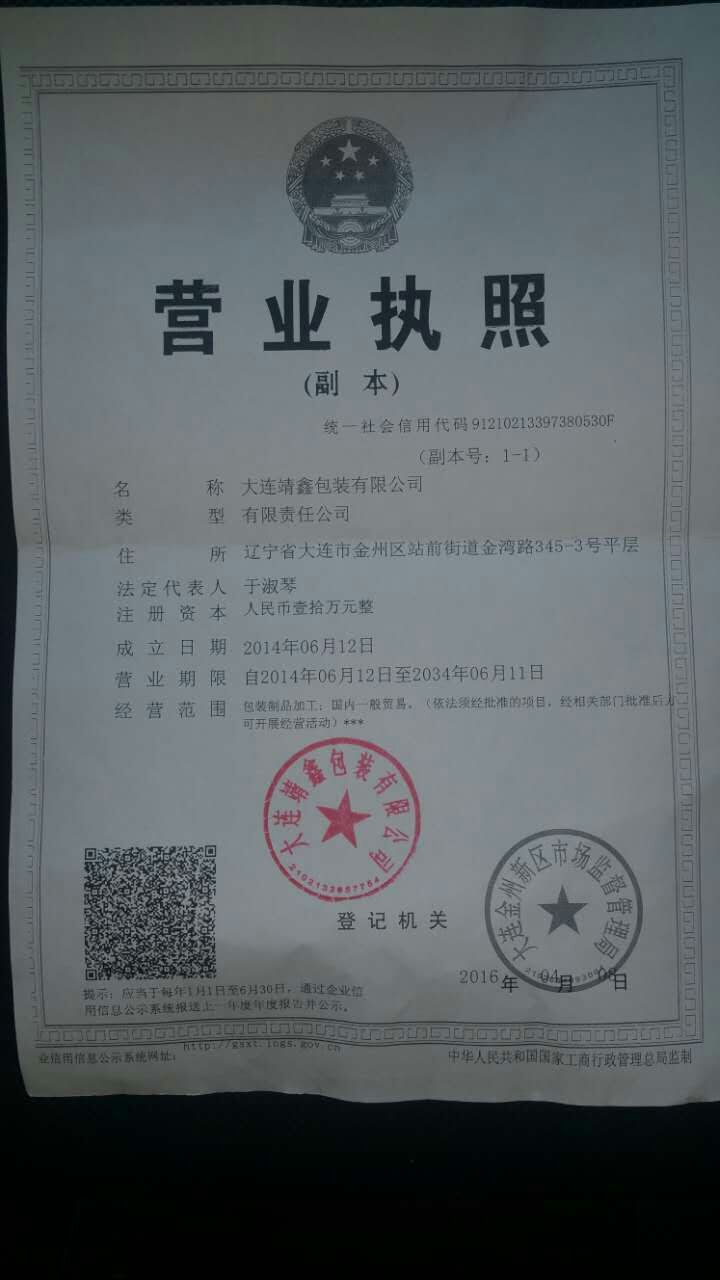 营业执照
(副本)
统一社会信用代码91210213397380530F
（副本号：1-1）
名称 大连靖鑫包装有限公司
类型 有限责任公司
住所 辽宁省大连市金州区站前街道金湾路345-3号平层
法定代表人 于淑琴
注册资本 人民币壹拾万元整
成立日期 2014年06月12日
营业期限 自2014年06月12日至2034年06月11日
经营范围 包装制品加工；国内一般贸易。（依法须经批准的项目，经相关部门批准后方
可开展经营活动）***
大连靖鑫包装有限公司
登记机关
大连金州新区市场监督管理局
2016年04月08日
提示：应当于每年1月1日至6月30日，通过企业信
用信息公示系统报送上一年度年度报告并公示。
业信用信息公示系统网址：
http://gsxt.lngs.gov.cn
中华人民共和国国家工商行政管理总局监制